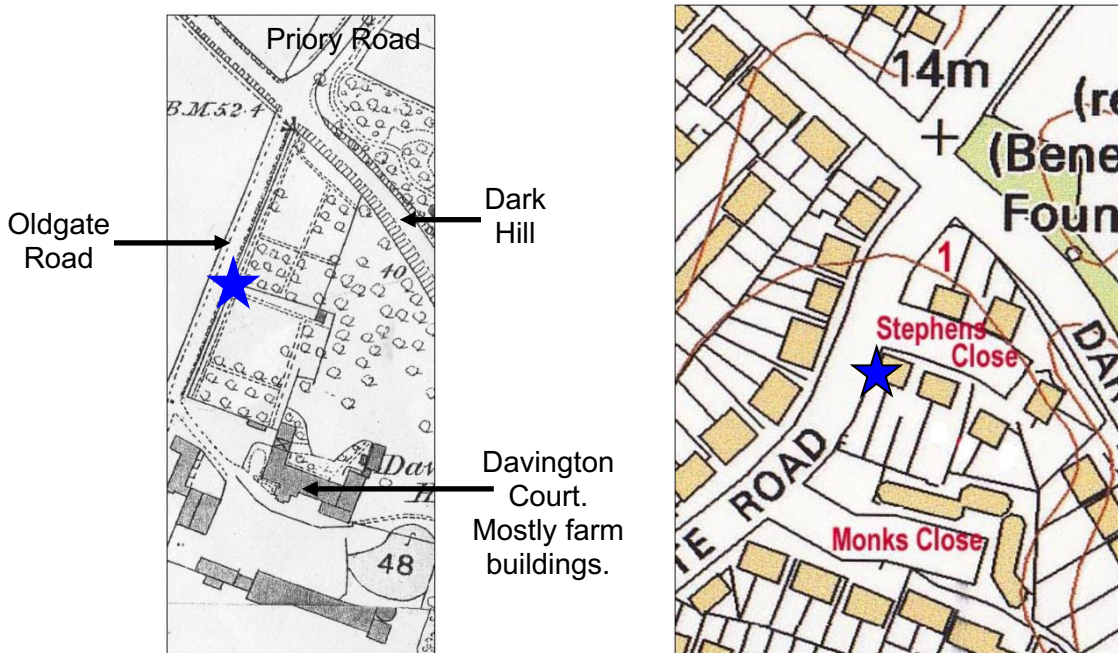 Priory Road
B.M. 52.4
Oldgate
Road
Dark
Hill
40
Davington
Court.
Mostly farm
buildings.
48
14m
(Bene
Foun
1
Stephens
Close
ROAD
Monks Close